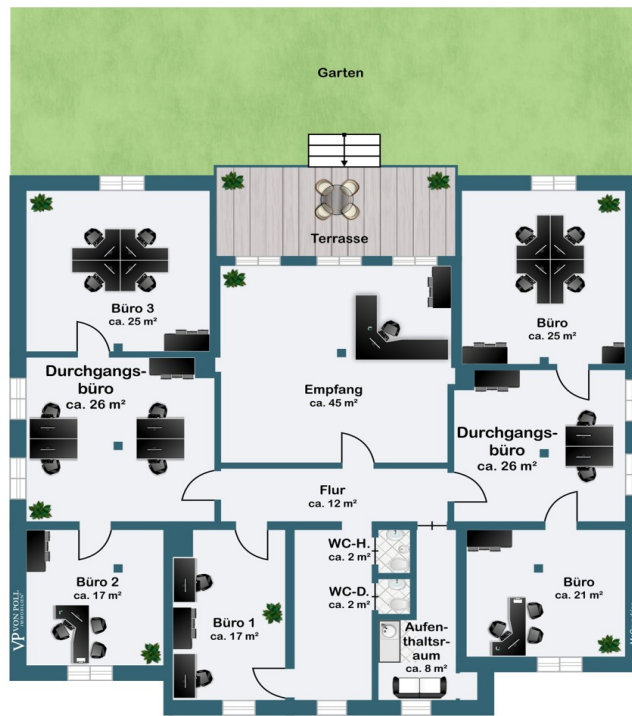 Garten
Terrasse
Büro 3
ca. 25 m²
Büro
ca. 25 m²
Durchgangs-
büro
ca. 26 m²
Empfang
ca. 45 m²
Durchgangs-
büro
ca. 26 m²
Flur
ca. 12 m²
WC-H.
ca. 2 m²
Büro 2
ca. 17 m²
Büro
ca. 21 m²
WC-D.
ca. 2 m²
Büro 1
ca. 17 m²
Aufen-
thaltsr-
aum
ca. 8 m²
VP VON POLL
IMMOBILIEN